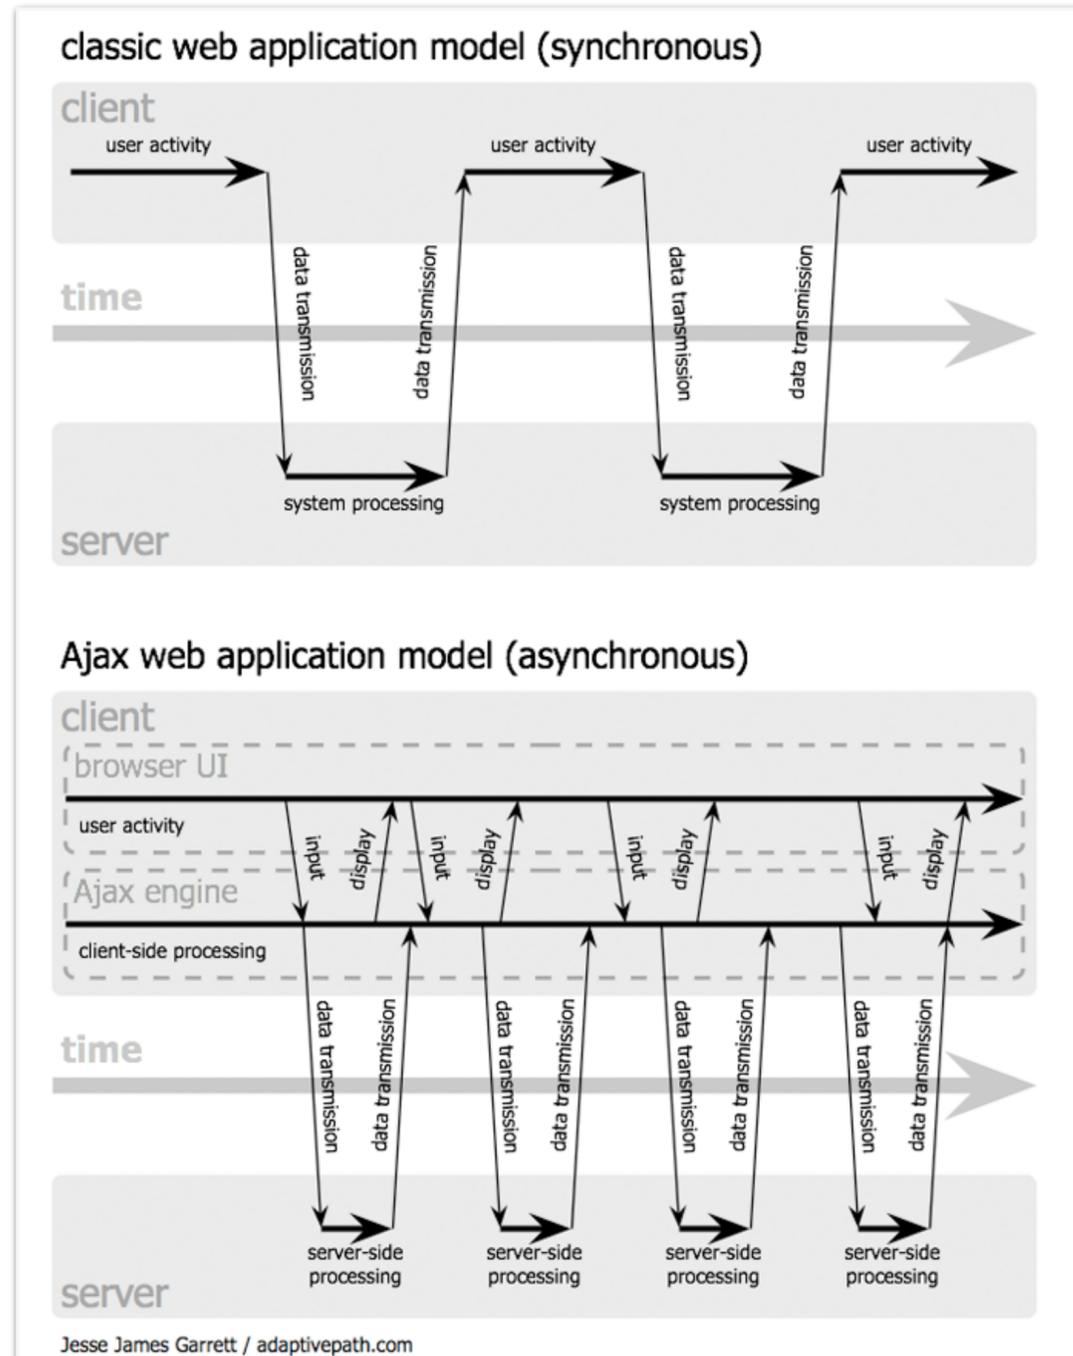 classic web application model (synchronous)
client
user activity
user activity
user activity
data transmission
data transmission
data transmission
data transmission
time
system processing
system processing
server
Ajax web application model (asynchronous)
client
browser UI
user activity
input
display
input
display
input
display
input
display
Ajax engine
client-side processing
data transmission
data transmission
data transmission
data transmission
data transmission
data transmission
data transmission
data transmission
time
server-side
processing
server-side
processing
server-side
processing
server-side
processing
server
Jesse James Garrett / adaptivepath.com